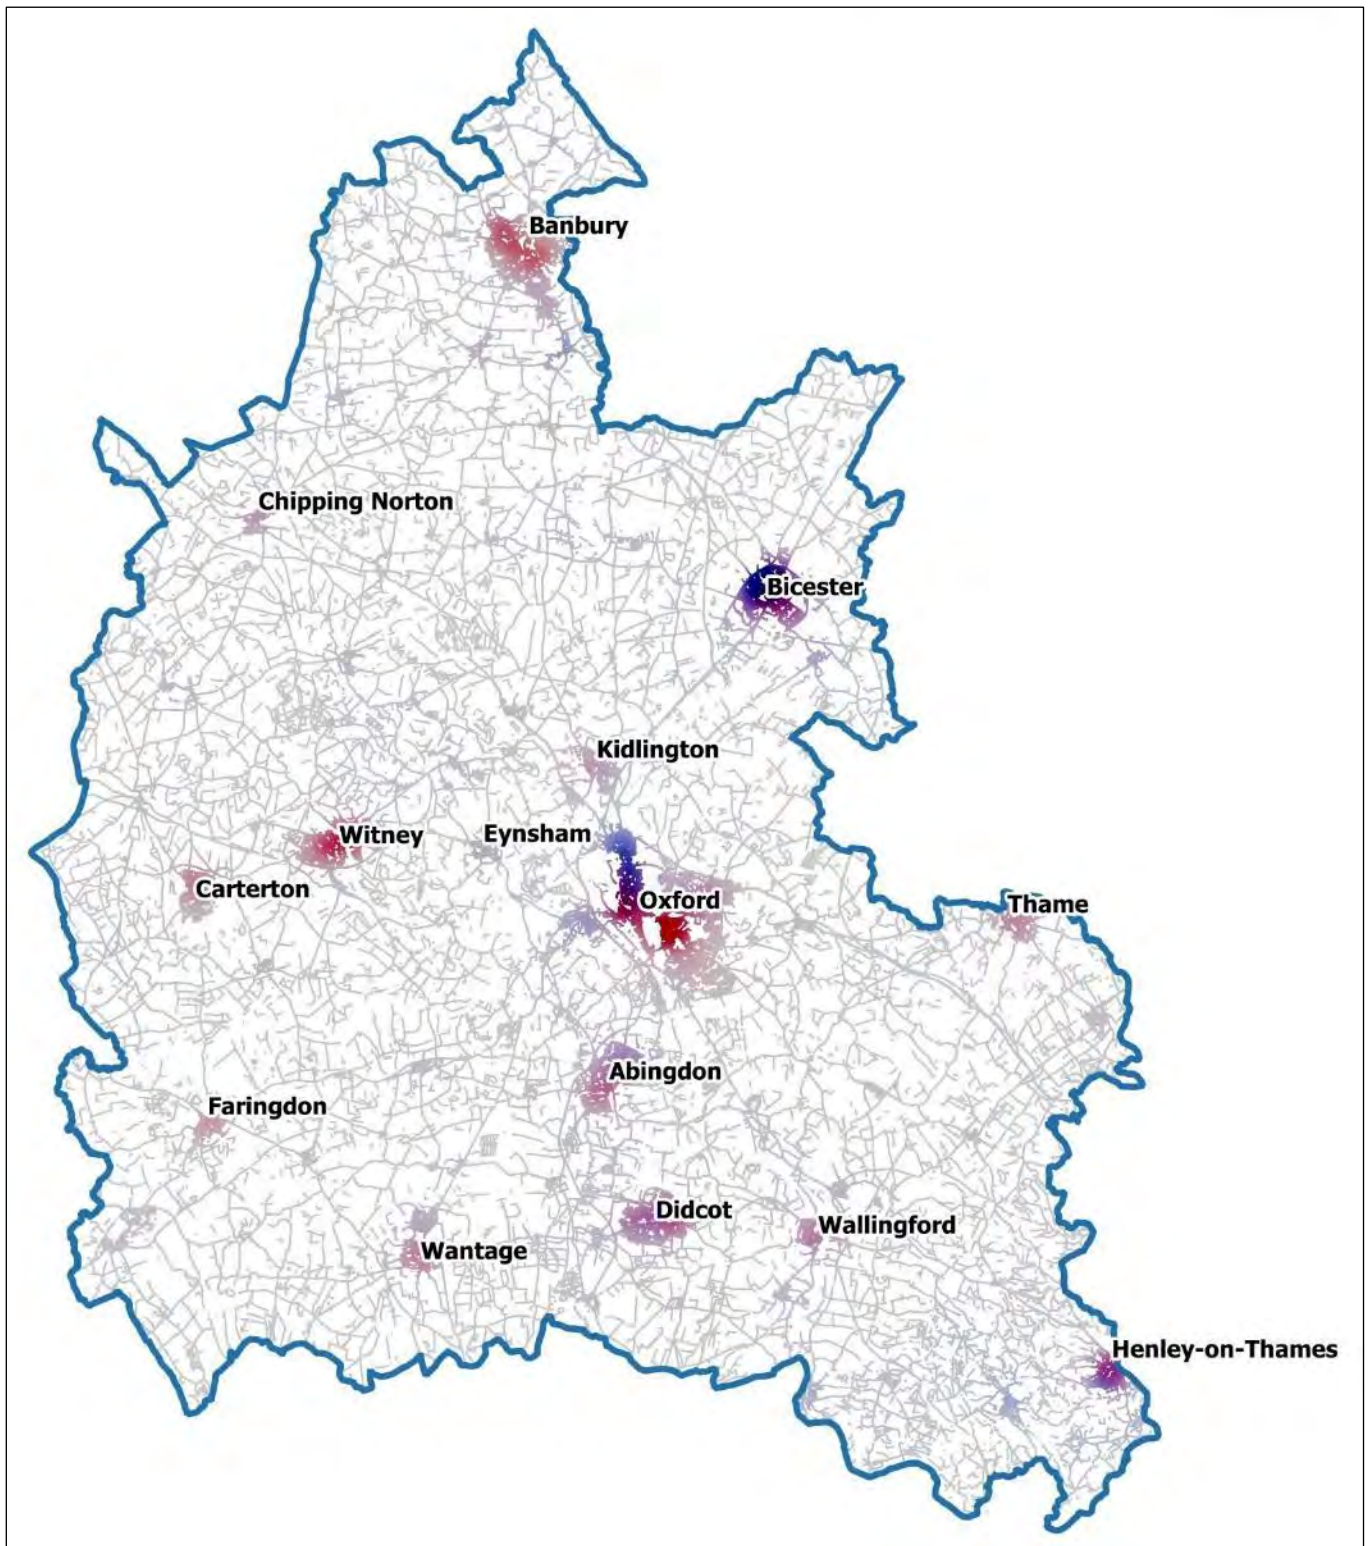 Banbury
Chipping Norton
Bicester
Kidlington
Witney
Eynsham
Carterton
Oxford
Thame
Abingdon
Faringdon
Didcot
Wallingford
Wantage
Henley-on-Thames